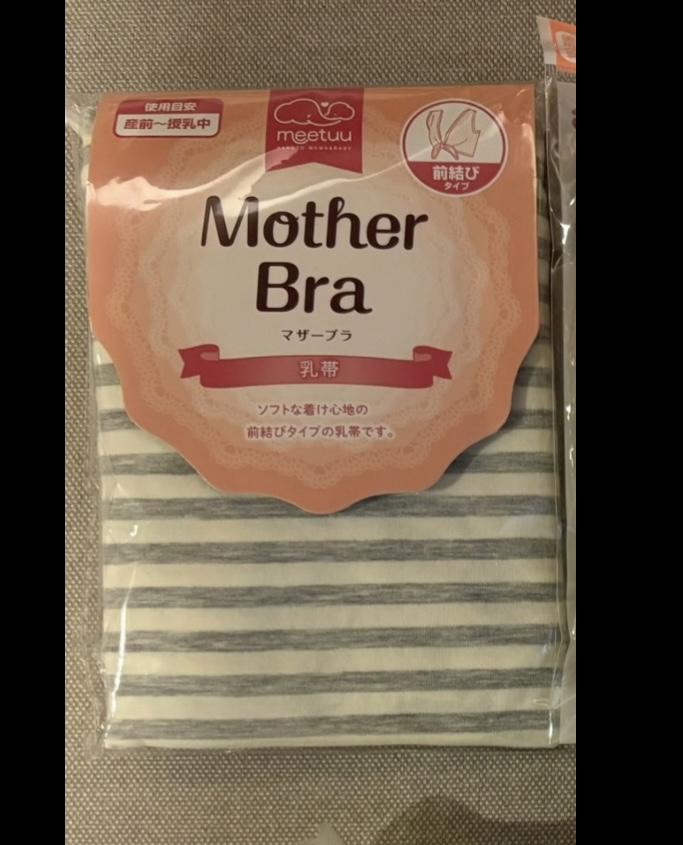 使用目安
産前〜授乳中
meetuu
前結び
タイプ
Mother
Bra
マザーブラ
乳帯
ソフトな着け心地の
前結びタイプの乳帯です。